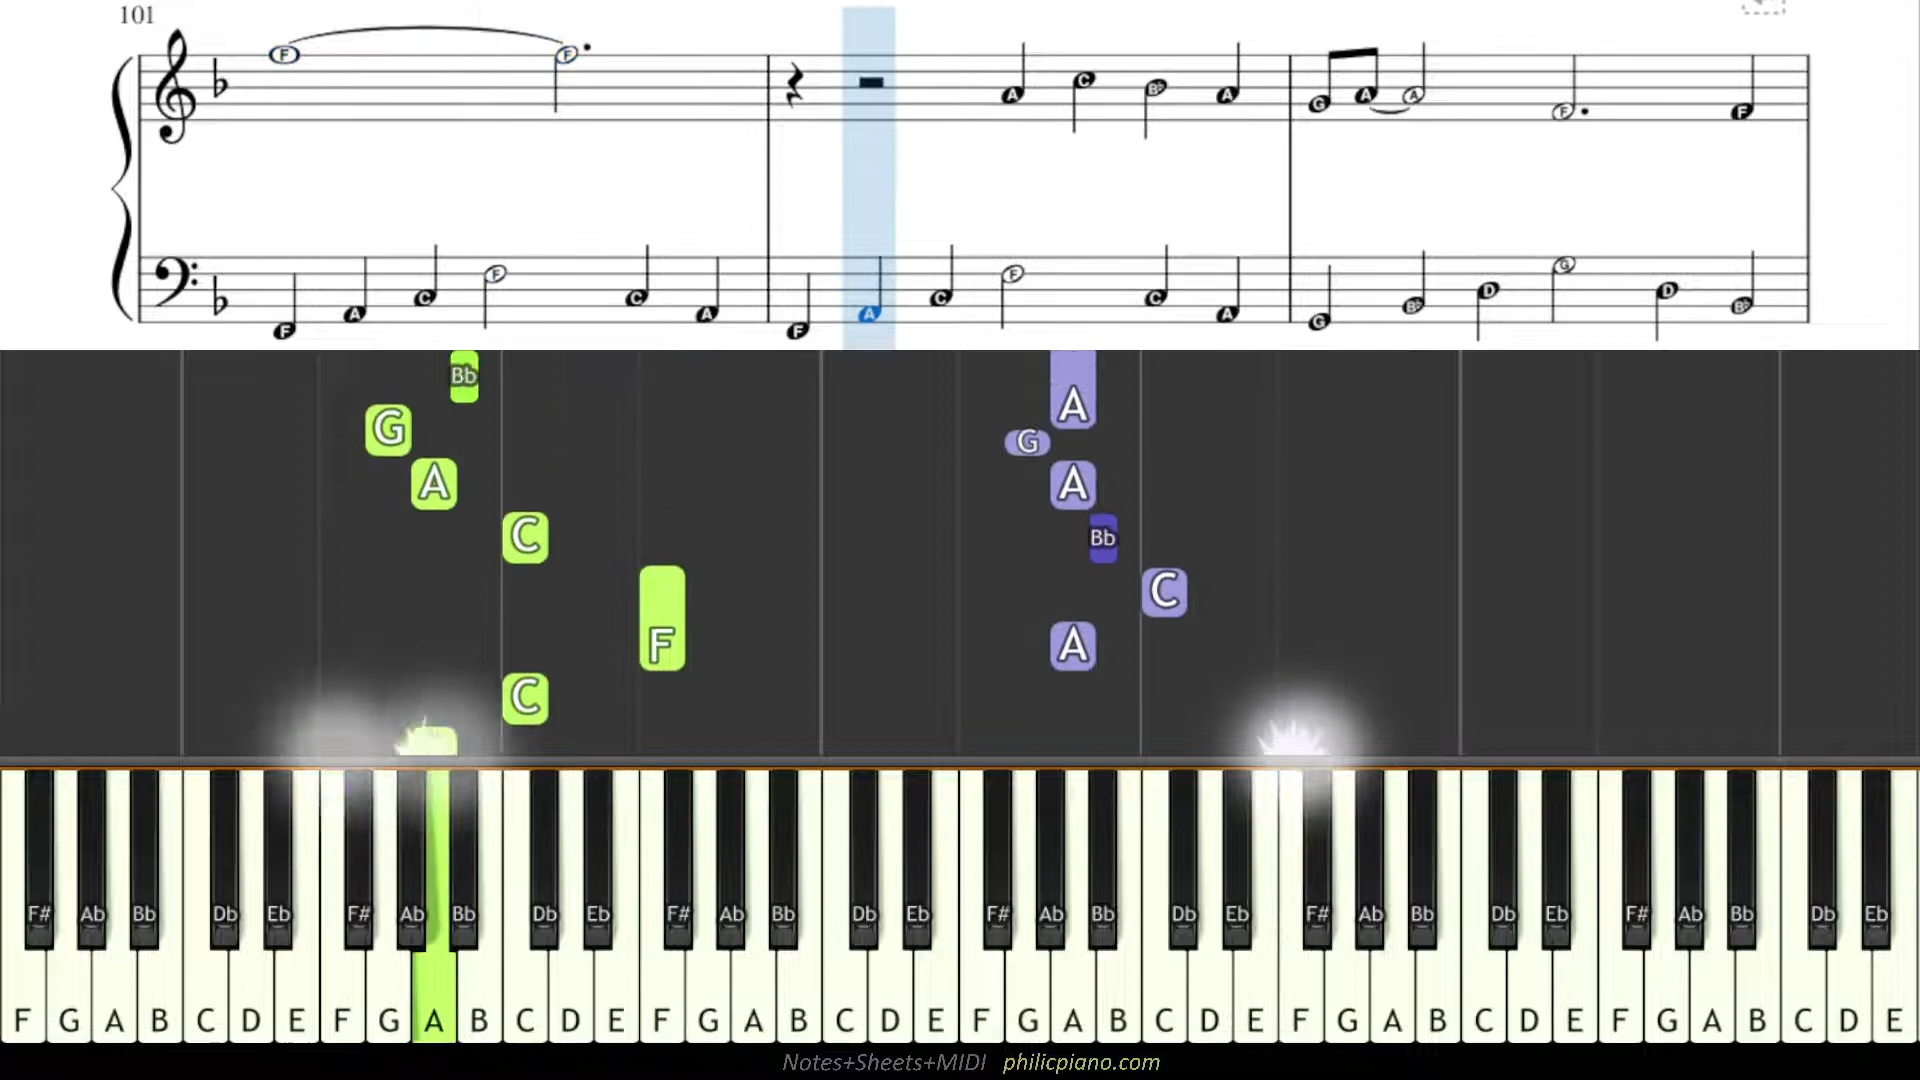 101
F F A C B♭ A G A A F F
F A C F C A F A C F C A G B♭ D G D B♭
Bb
A
G G
A A
C Bb
C
F A
C
F# Ab Bb Db Eb F# Ab Bb Db Eb F# Ab Bb Db Eb F# Ab Bb Db Eb F# Ab Bb Db Eb F# Ab Bb Db Eb
F G A B C D E F G A B C D E F G A B C D E F G A B C D E F G A B C D E F G A B C D E
Notes+Sheets+MIDI philicpiano.com